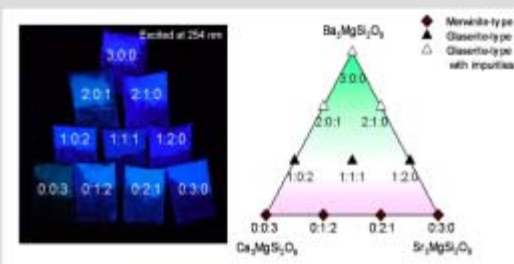 Excited at 254 nm
3:0:0
2:0:1 2:1:0
1:0:2 1:1:1 1:2:0
0:0:3 0:1:2 0:2:1 0:3:0
Ba₃MgSi₂O₈
3:0:0
2:0:1 2:1:0
1:0:2 1:1:1 1:2:0
0:0:3 0:1:2 0:2:1 0:3:0
Ca₃MgSi₂O₈ Sr₃MgSi₂O₈
Merwinite-type
Glaserite-type
Glaserite-type
with impurities